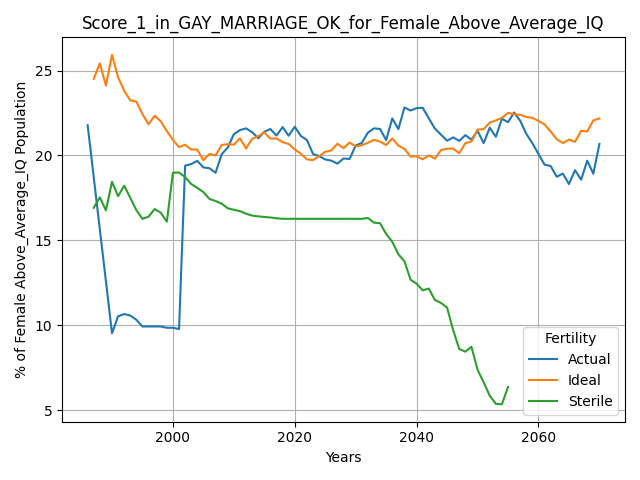 Score_1_in_GAY_MARRIAGE_OK_for_Female_Above_Average_IQ
% of Female Above_Average_IQ Population
25
20
15
10
5
2000
2020
2040
2060
Years
Fertility
Actual
Ideal
Sterile